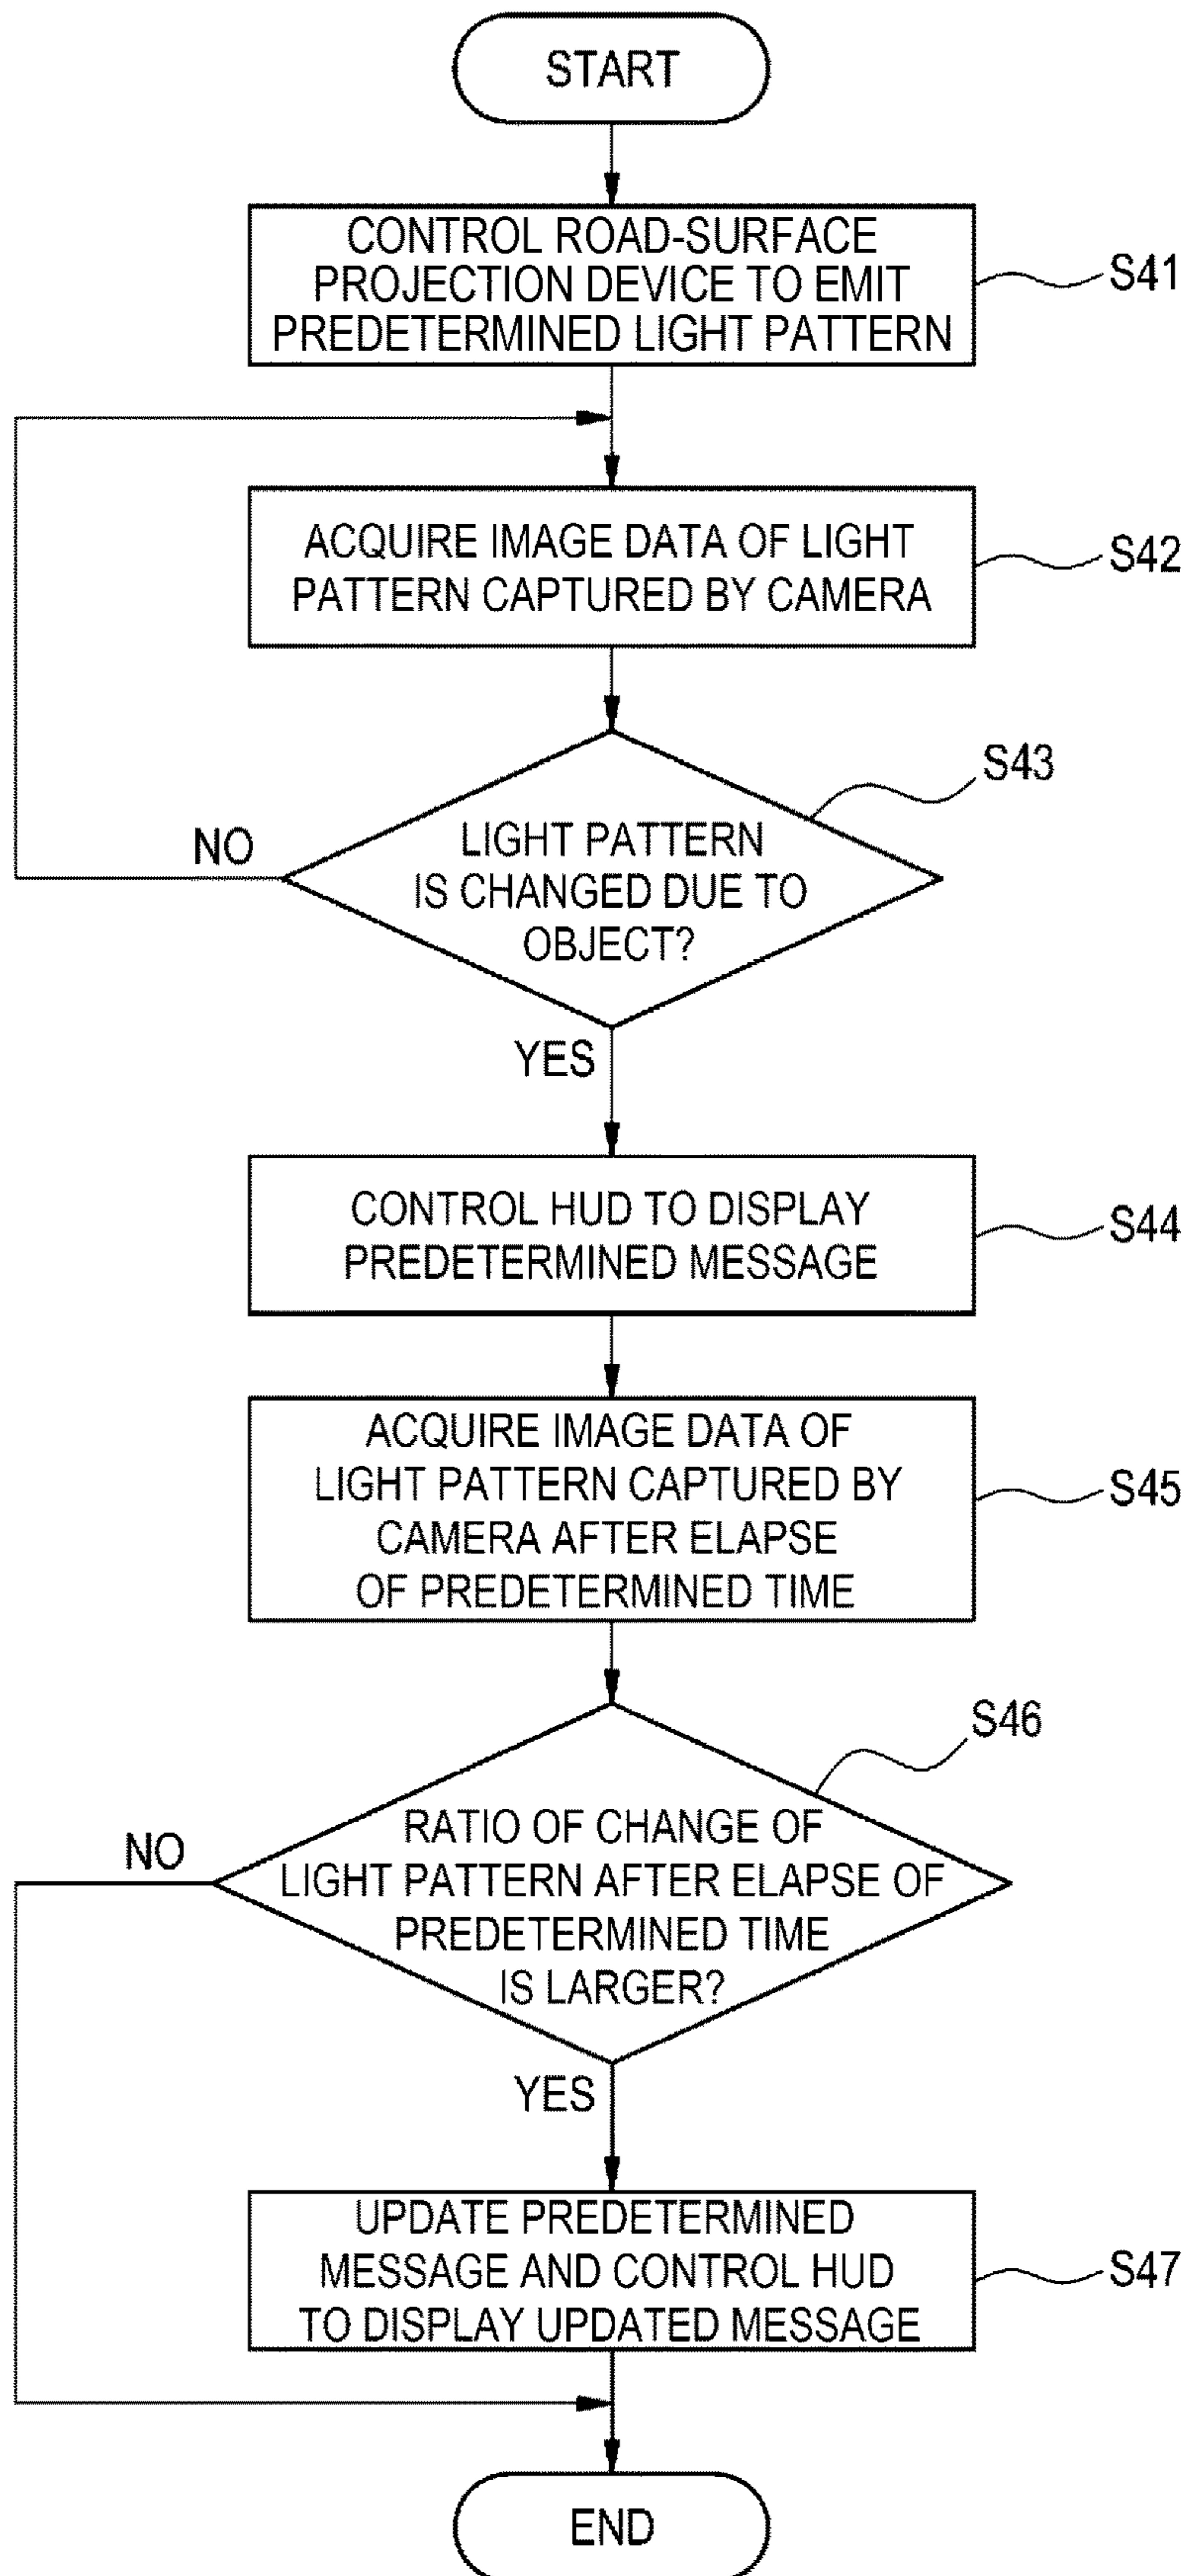 START
CONTROL ROAD-SURFACE
PROJECTION DEVICE TO EMIT
PREDETERMINED LIGHT PATTERN
S41
ACQUIRE IMAGE DATA OF LIGHT
PATTERN CAPTURED BY CAMERA
S42
S43
NO
LIGHT PATTERN
IS CHANGED DUE TO
OBJECT?
YES
CONTROL HUD TO DISPLAY
PREDETERMINED MESSAGE
S44
ACQUIRE IMAGE DATA OF
LIGHT PATTERN CAPTURED BY
CAMERA AFTER ELAPSE
OF PREDETERMINED TIME
S45
S46
NO
RATIO OF CHANGE OF
LIGHT PATTERN AFTER ELAPSE OF
PREDETERMINED TIME
IS LARGER?
YES
UPDATE PREDETERMINED
MESSAGE AND CONTROL HUD
TO DISPLAY UPDATED MESSAGE
S47
END